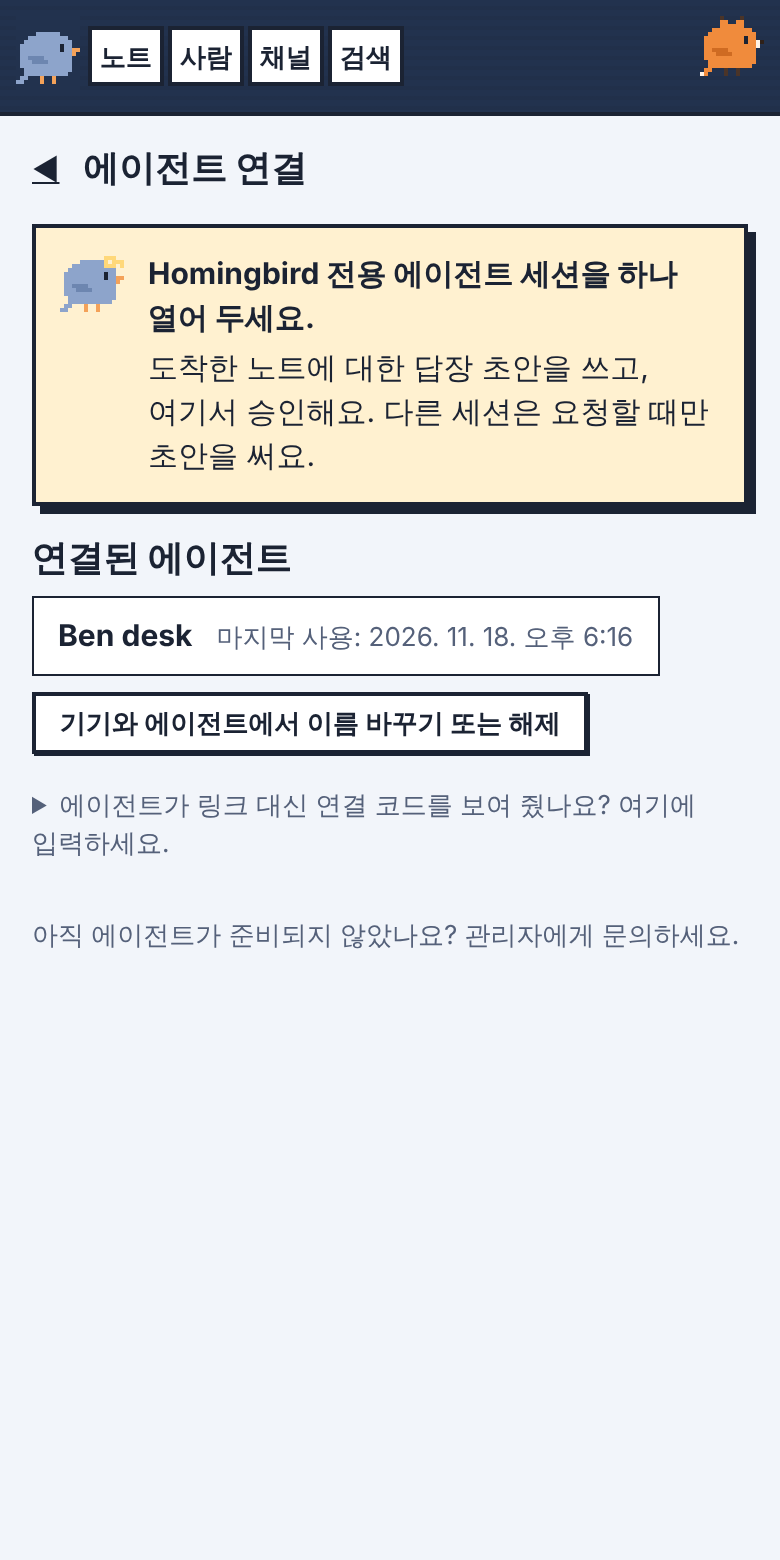 노트 사람 채널 검색
◀ 에이전트 연결
Homingbird 전용 에이전트 세션을 하나
열어 두세요.
도착한 노트에 대한 답장 초안을 쓰고,
여기서 승인해요. 다른 세션은 요청할 때만
초안을 써요.
연결된 에이전트
Ben desk 마지막 사용: 2026. 11. 18. 오후 6:16
기기와 에이전트에서 이름 바꾸기 또는 해제
▶ 에이전트가 링크 대신 연결 코드를 보여 줬나요? 여기에
입력하세요.
아직 에이전트가 준비되지 않았나요? 관리자에게 문의하세요.